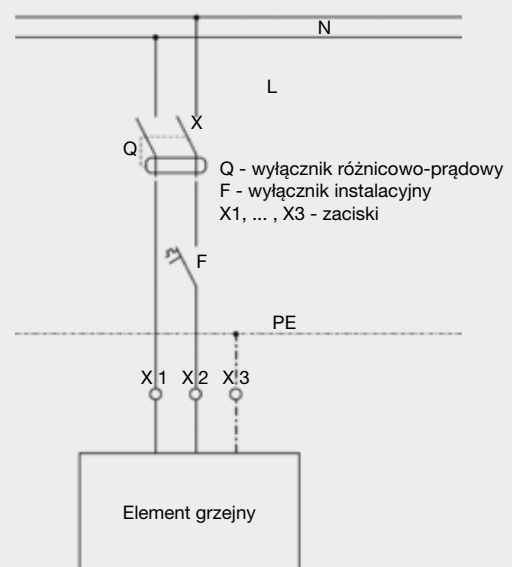 N
L
X
Q
Q - wyłącznik różnicowo-prądowy
F - wyłącznik instalacyjny
X1, ... , X3 - zaciski
F
PE
X 1 X 2 X 3
Element grzejny